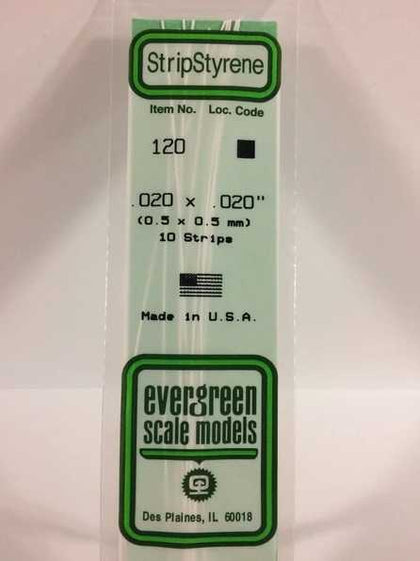 StripStyrene
Item No. Loc. Code
120
.020 x .020"
(0.5 x 0.5 mm)
10 Strips
Made in U.S.A.
evergreen
scale models
Des Plaines, IL 60018